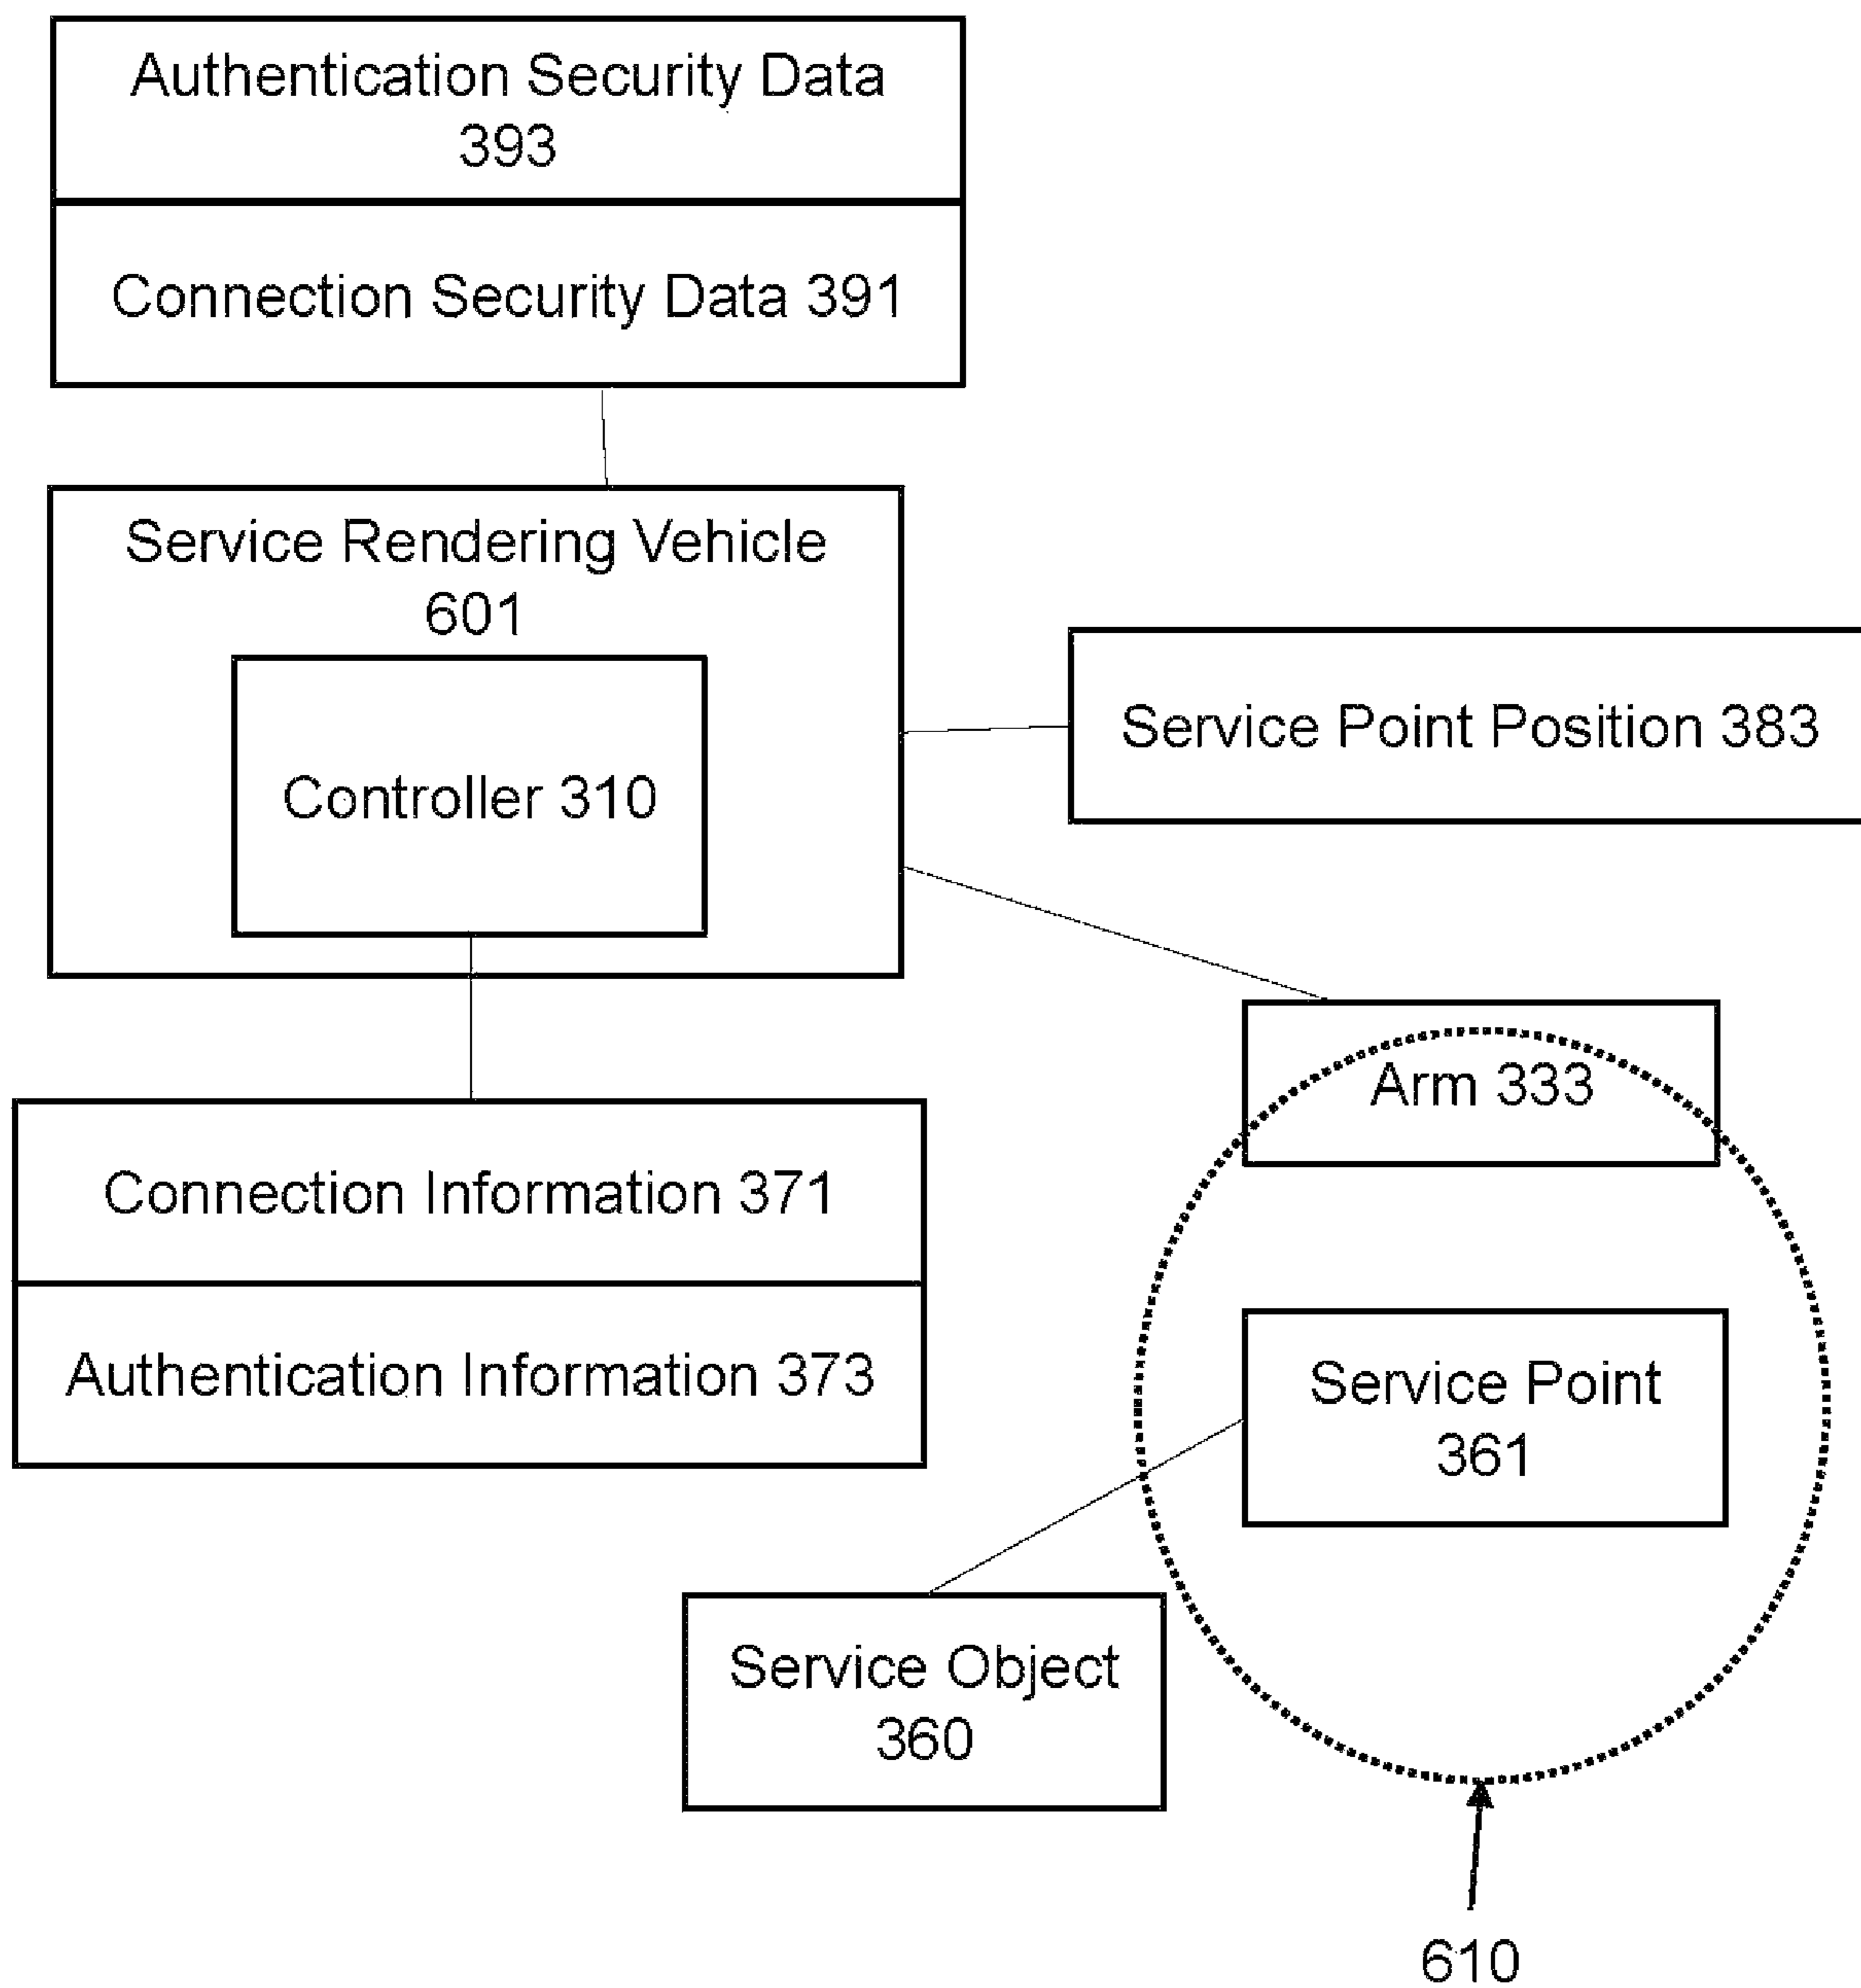 Authentication Security Data
393
Connection Security Data 391
Service Rendering Vehicle
601
Controller 310
Service Point Position 383
Arm 333
Connection Information 371
Authentication Information 373
Service Point
361
Service Object
360
610